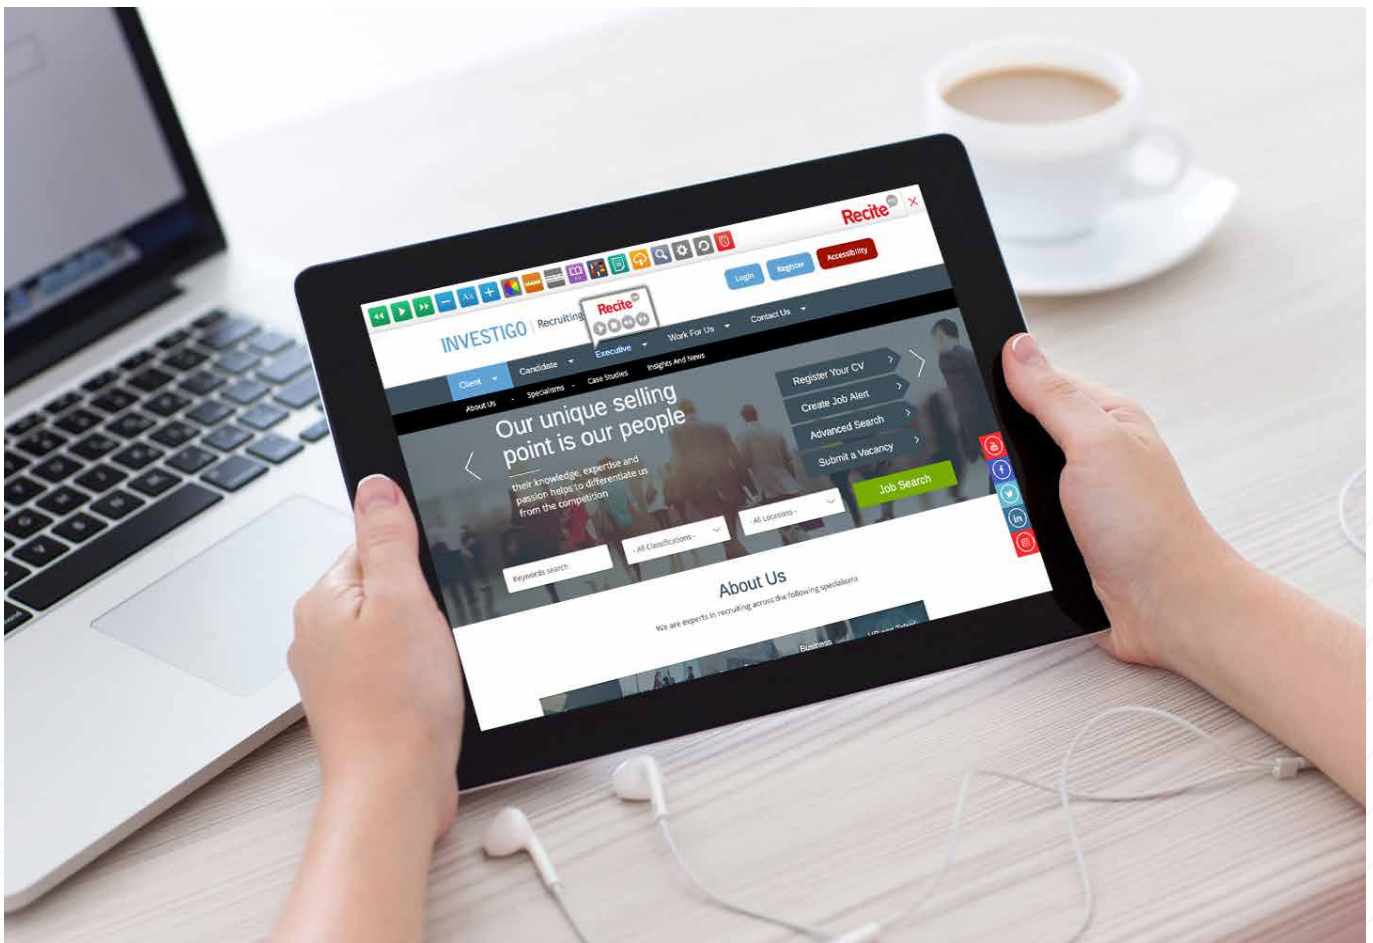 Recite
Aa
Login
Register
Accessibility
INVESTIGO
Recruiting
Recite
Client
Candidate
Executive
Work For Us
Contact Us
About Us
Specialisms
Case Studies
Insights And News
Our unique selling
point is our people
their knowledge, expertise and
passion helps to differentiate us
from the competition
Register Your CV
Create Job Alert
Advanced Search
Submit a Vacancy
Keywords search
- All Classifications -
- All Locations -
Job Search
About Us
We are experts in recruiting across the following specialisms
Business